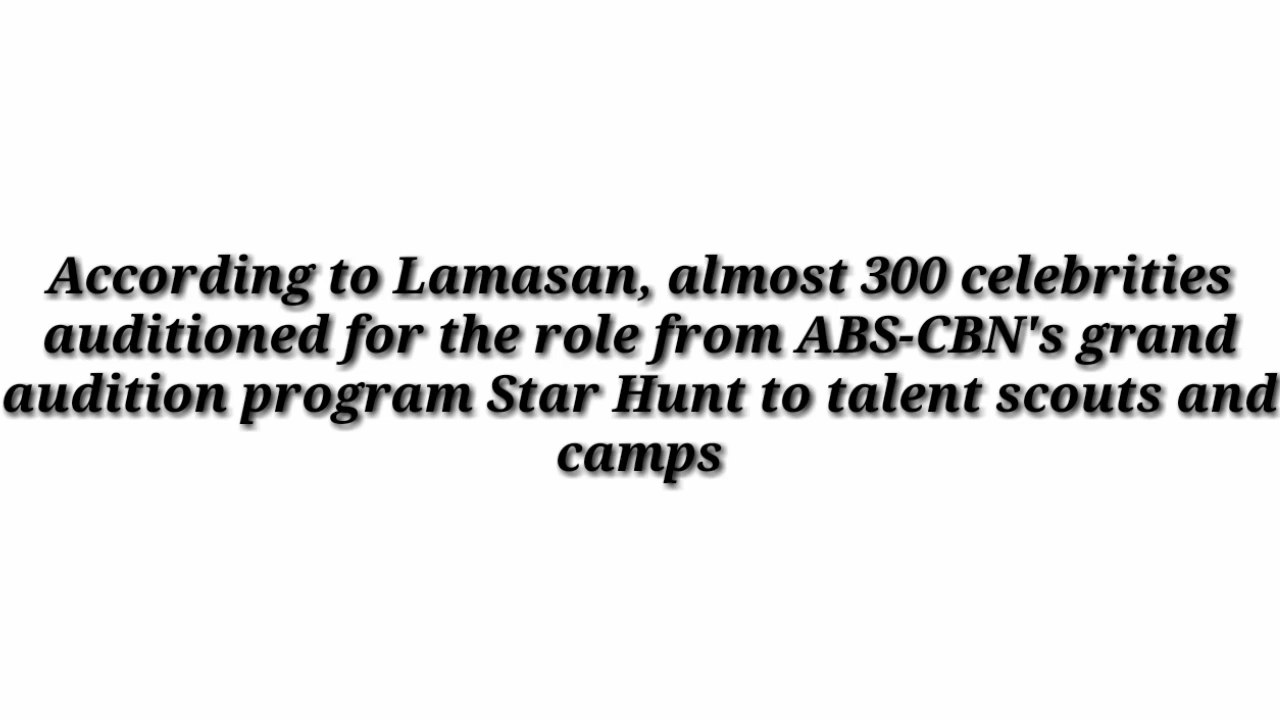 According to Lamasan, almost 300 celebrities
auditioned for the role from ABS-CBN's grand
audition program Star Hunt to talent scouts and
camps